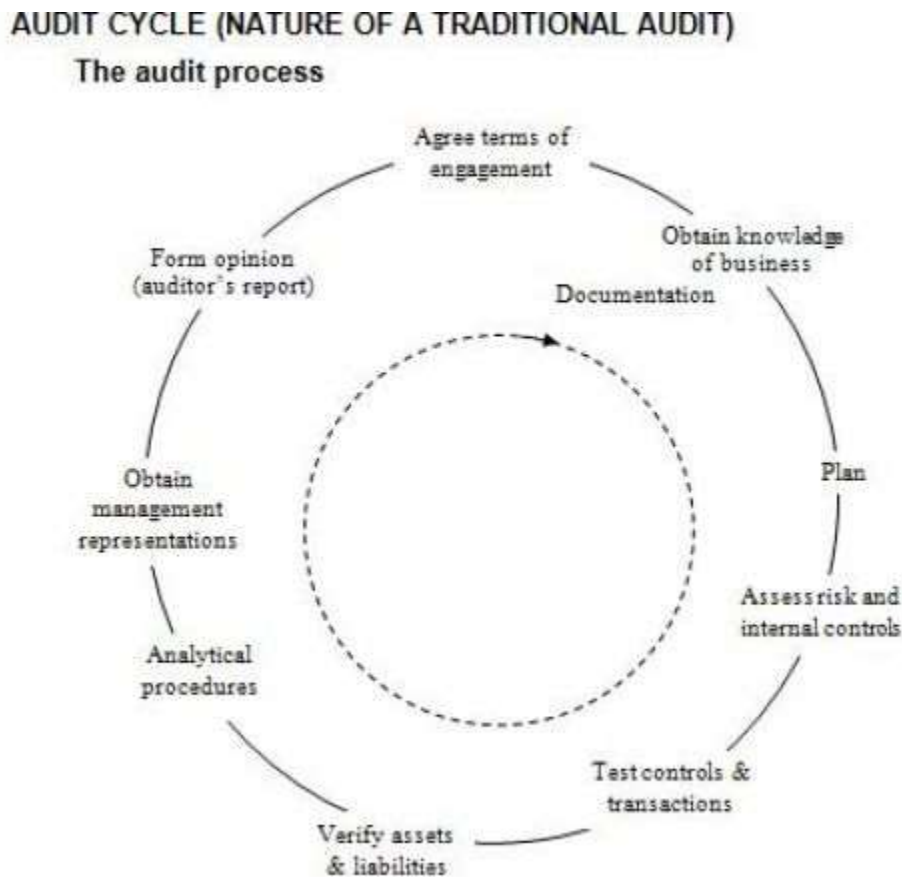 AUDIT CYCLE (NATURE OF A TRADITIONAL AUDIT)
The audit process
Agree terms of
engagement
Obtain knowledge
of business
Documentation
Plan
Assess risk and
internal controls
Test controls &
transactions
Verify assets
& liabilities
Analytical
procedures
Obtain
management
representations
Form opinion
(auditor's report)